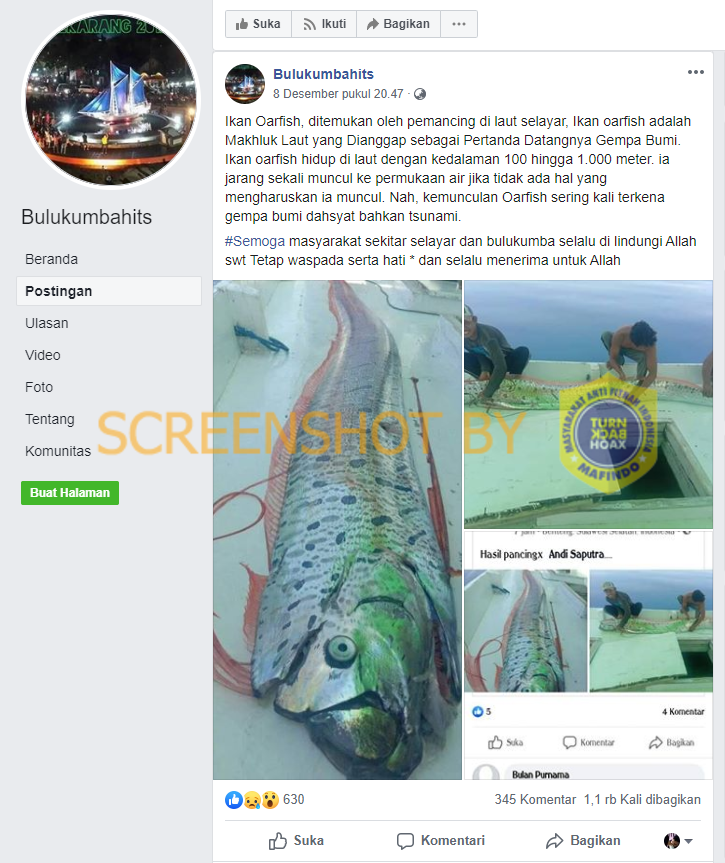 EKARANG 20
Suka
Ikuti
Bagikan
Bulukumbahits
8 Desember pukul 20.47 ·
Ikan Oarfish, ditemukan oleh pemancing di laut selayar, Ikan oarfish adalah
Makhluk Laut yang Dianggap sebagai Pertanda Datangnya Gempa Bumi.
Ikan oarfish hidup di laut dengan kedalaman 100 hingga 1.000 meter. ia
jarang sekali muncul ke permukaan air jika tidak ada hal yang
mengharuskan ia muncul. Nah, kemunculan Oarfish sering kali terkena
gempa bumi dahsyat bahkan tsunami.
#Semoga masyarakat sekitar selayar dan bulukumba selalu di lindungi Allah
swt Tetap waspada serta hati * dan selalu menerima untuk Allah
Bulukumbahits
Beranda
Postingan
Ulasan
Video
Foto
Tentang
Komunitas
Buat Halaman
SCREENSHOT BY
MASYARAKAT ANTI FITNAH INDONESIA
TURN
BACK
HOAX
MAFINDO
7 jam · Benteng, Sulawesi Selatan, Indonesia ·
Hasil pancingx Andi Saputra....
5
4 Komentar
Suka
Komentar
Bagikan
Bulan Purnama
630
345 Komentar
1,1 rb Kali dibagikan
Suka
Komentari
Bagikan